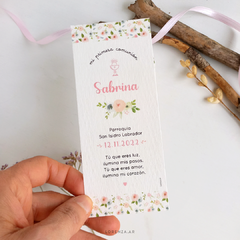 mi primera comunión
Sabrina
Parroquia
San Isidro Labrador
12.11.2022
Tú que eres luz,
ilumina mis pasos.
Tú que eres amor,
ilumina mi corazón.